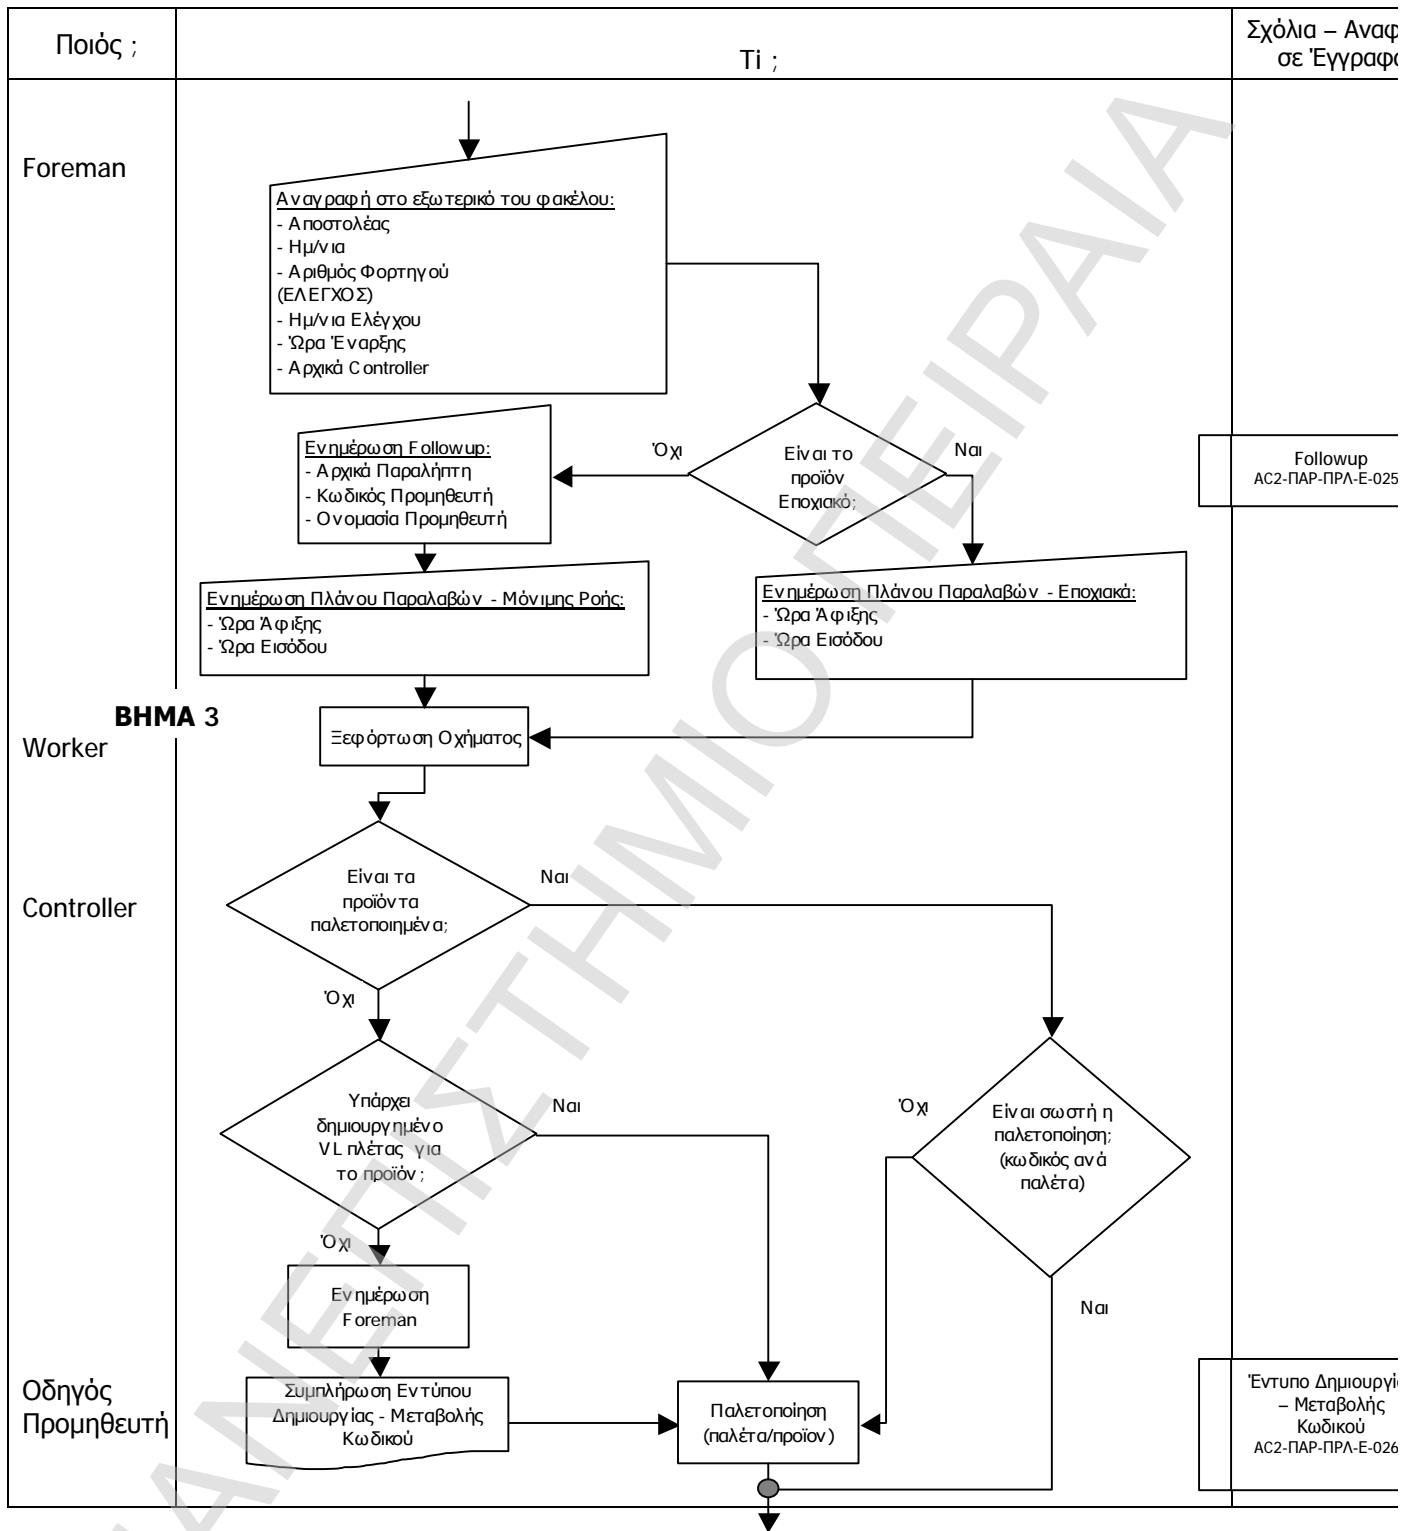 Ποιός ;
Τi ;
Σχόλια – Αναφ
σε Έγγραφα
Foreman
Αναγραφή στο εξωτερικό του φακέλου:
- Αποστολέας
- Ημ/νια
- Αριθμός Φορτηγού
(ΕΛΕΓΧΟΣ)
- Ημ/νια Ελέγχου
- Ώρα Έναρξης
- Αρχικά Controller
Είναι το
προϊόν
Εποχιακό;
Όχι
Ναι
Ενημέρωση Followup:
- Αρχικά Παραλήπτη
- Κωδικός Προμηθευτή
- Ονομασία Προμηθευτή
Followup
AC2-ΠΑΡ-ΠΡΛ-Ε-025
Ενημέρωση Πλάνου Παραλαβών - Μόνιμης Ροής:
- Ώρα Άφιξης
- Ώρα Εισόδου
Ενημέρωση Πλάνου Παραλαβών - Εποχιακά:
- Ώρα Άφιξης
- Ώρα Εισόδου
ΒΗΜΑ 3
Worker
Ξεφόρτωση Οχήματος
Controller
Είναι τα
προϊόντα
παλετοποιημένα;
Ναι
Όχι
Υπάρχει
δημιουργημένο
VL πλέτας για
το προϊόν;
Ναι
Όχι
Είναι σωστή η
παλετοποίηση;
(κωδικός ανά
παλέτα)
Όχι
Ναι
Ενημέρωση
Foreman
Οδηγός
Προμηθευτή
Συμπλήρωση Εντύπου
Δημιουργίας - Μεταβολής
Κωδικού
Παλετοποίηση
(παλέτα/προϊον)
Έντυπο Δημιουργί
– Μεταβολής
Κωδικού
AC2-ΠΑΡ-ΠΡΛ-Ε-026
ΠΑΝΕΠΙΣΤΗΜΙΟ ΠΕΙΡΑΙΑ